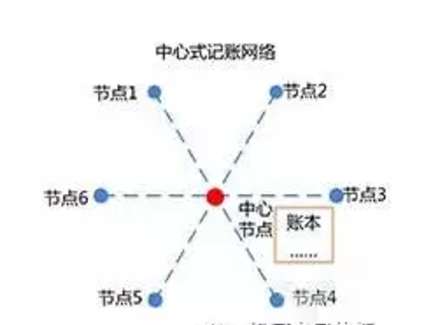 中心式记账网络
节点1
节点2
节点6
节点3
中心
节点
账本
......
节点5
节点4